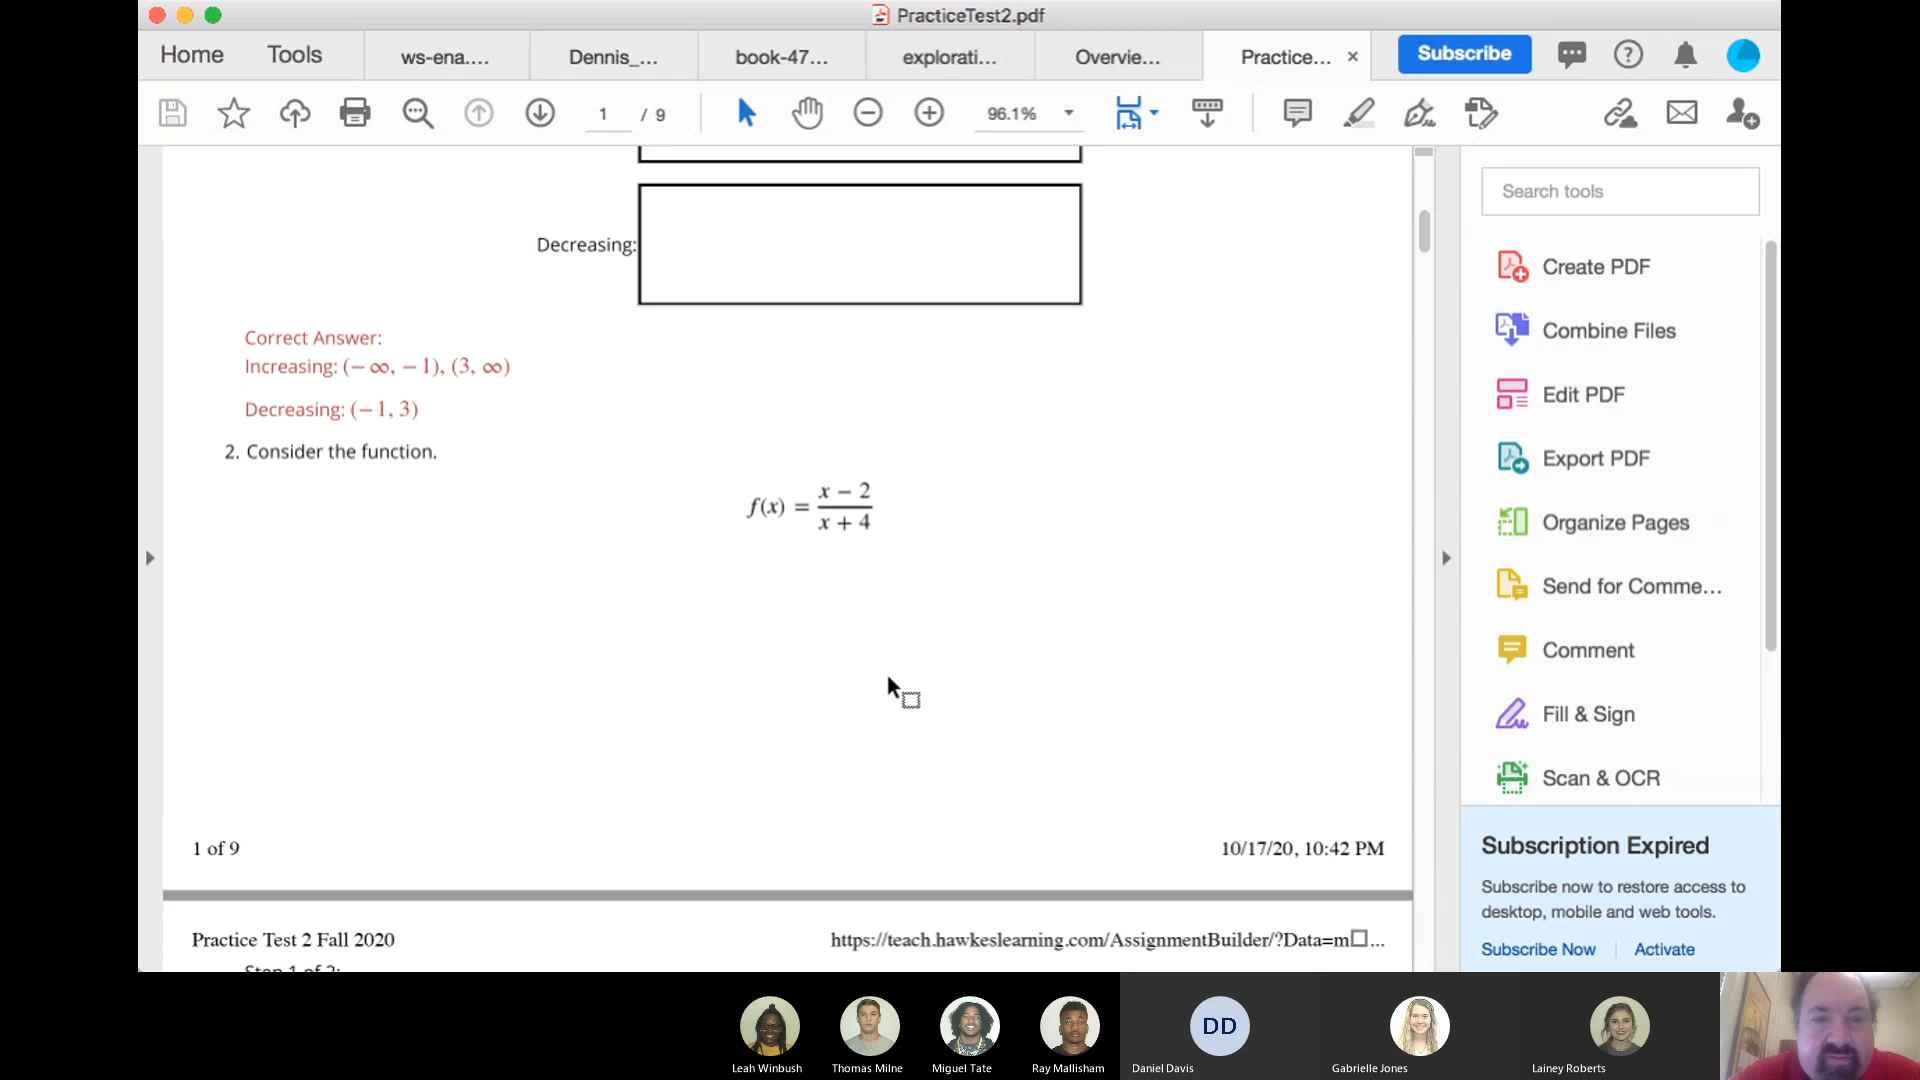 PracticeTest2.pdf
Home Tools ws-ena.... Dennis_... book-47... explorati... Overvie... Practice... × Subscribe
1 / 9 96.1%
Search tools
Decreasing:
Correct Answer:
Increasing: (− ∞, − 1), (3, ∞)
Decreasing: (− 1, 3)
2. Consider the function.
f(x) = x − 2
x + 4
1 of 9 10/17/20, 10:42 PM
Practice Test 2 Fall 2020 https://teach.hawkeslearning.com/AssignmentBuilder/?Data=m□...
Step 1 of 2:
Create PDF
Combine Files
Edit PDF
Export PDF
Organize Pages
Send for Comme...
Comment
Fill & Sign
Scan & OCR
Subscription Expired
Subscribe now to restore access to
desktop, mobile and web tools.
Subscribe Now | Activate
DD
Leah Winbush Thomas Milne Miguel Tate Ray Mallisham Daniel Davis Gabrielle Jones Lainey Roberts